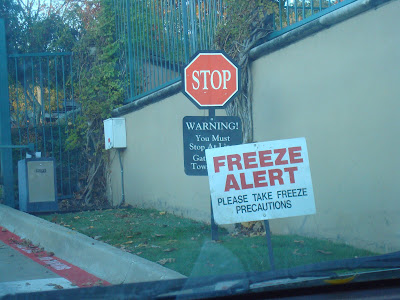 STOP
WARNING!
You Must
Stop At
FREEZE
ALERT
PLEASE TAKE FREEZE
PRECAUTIONS